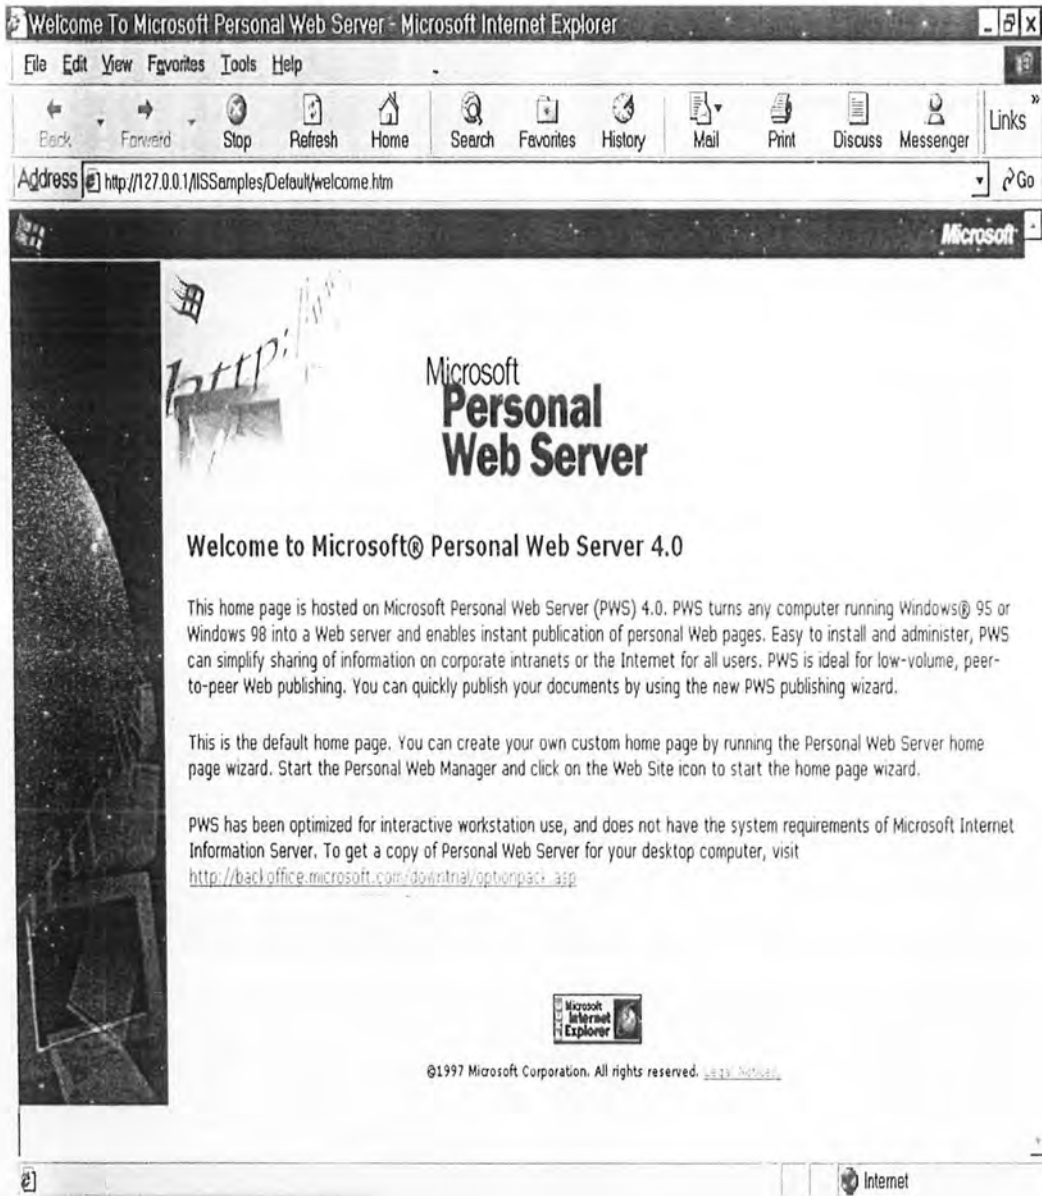 Welcome To Microsoft Personal Web Server - Microsoft Internet Explorer
File Edit View Favorites Tools Help
Back Forward Stop Refresh Home Search Favorites History Mail Print Discuss Messenger Links »
Address http://127.0.0.1/IISSamples/Default/welcome.htm Go
Microsoft
http://
Microsoft
Personal
Web Server
Welcome to Microsoft® Personal Web Server 4.0
This home page is hosted on Microsoft Personal Web Server (PWS) 4.0. PWS turns any computer running Windows® 95 or
Windows 98 into a Web server and enables instant publication of personal Web pages. Easy to install and administer, PWS
can simplify sharing of information on corporate intranets or the Internet for all users. PWS is ideal for low-volume, peer-
to-peer Web publishing. You can quickly publish your documents by using the new PWS publishing wizard.
This is the default home page. You can create your own custom home page by running the Personal Web Server home
page wizard. Start the Personal Web Manager and click on the Web Site icon to start the home page wizard.
PWS has been optimized for interactive workstation use, and does not have the system requirements of Microsoft Internet
Information Server. To get a copy of Personal Web Server for your desktop computer, visit
http://backoffice.microsoft.com/downtrial/optionpack.asp
Microsoft
Internet
Explorer
©1997 Microsoft Corporation. All rights reserved. Legal Notices.
Internet